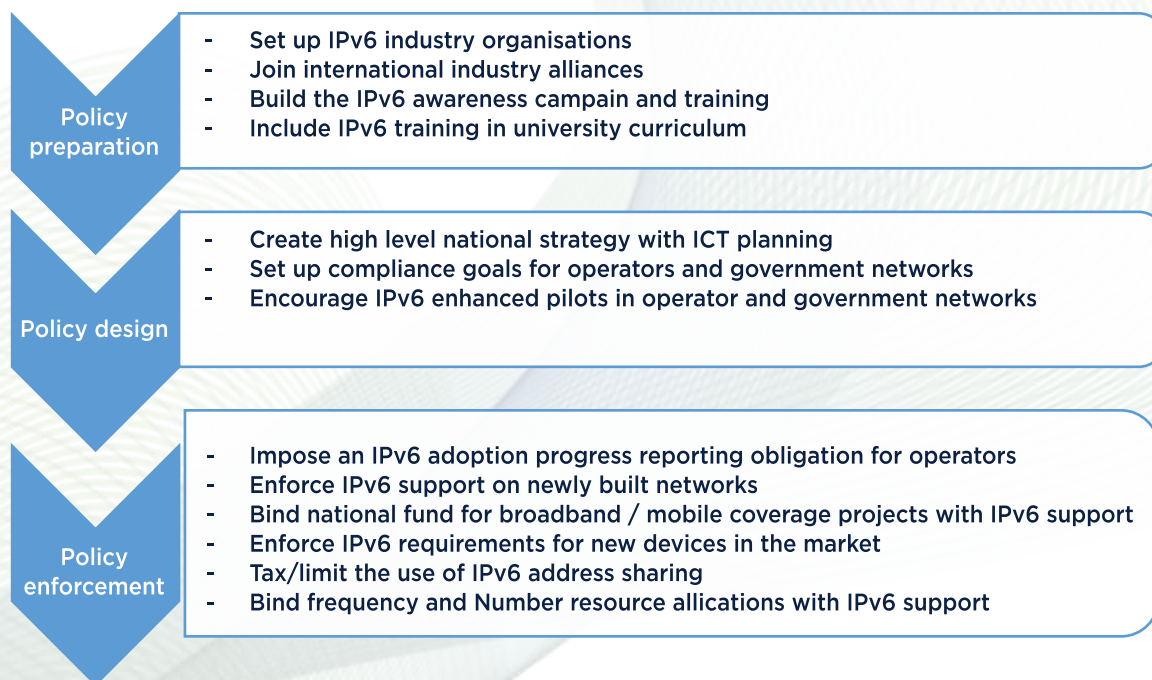 Policy
preparation
- Set up IPv6 industry organisations
- Join international industry alliances
- Build the IPv6 awareness campain and training
- Include IPv6 training in university curriculum
Policy design
- Create high level national strategy with ICT planning
- Set up compliance goals for operators and government networks
- Encourage IPv6 enhanced pilots in operator and government networks
Policy
enforcement
- Impose an IPv6 adoption progress reporting obligation for operators
- Enforce IPv6 support on newly built networks
- Bind national fund for broadband / mobile coverage projects with IPv6 support
- Enforce IPv6 requirements for new devices in the market
- Tax/limit the use of IPv6 address sharing
- Bind frequency and Number resource allications with IPv6 support